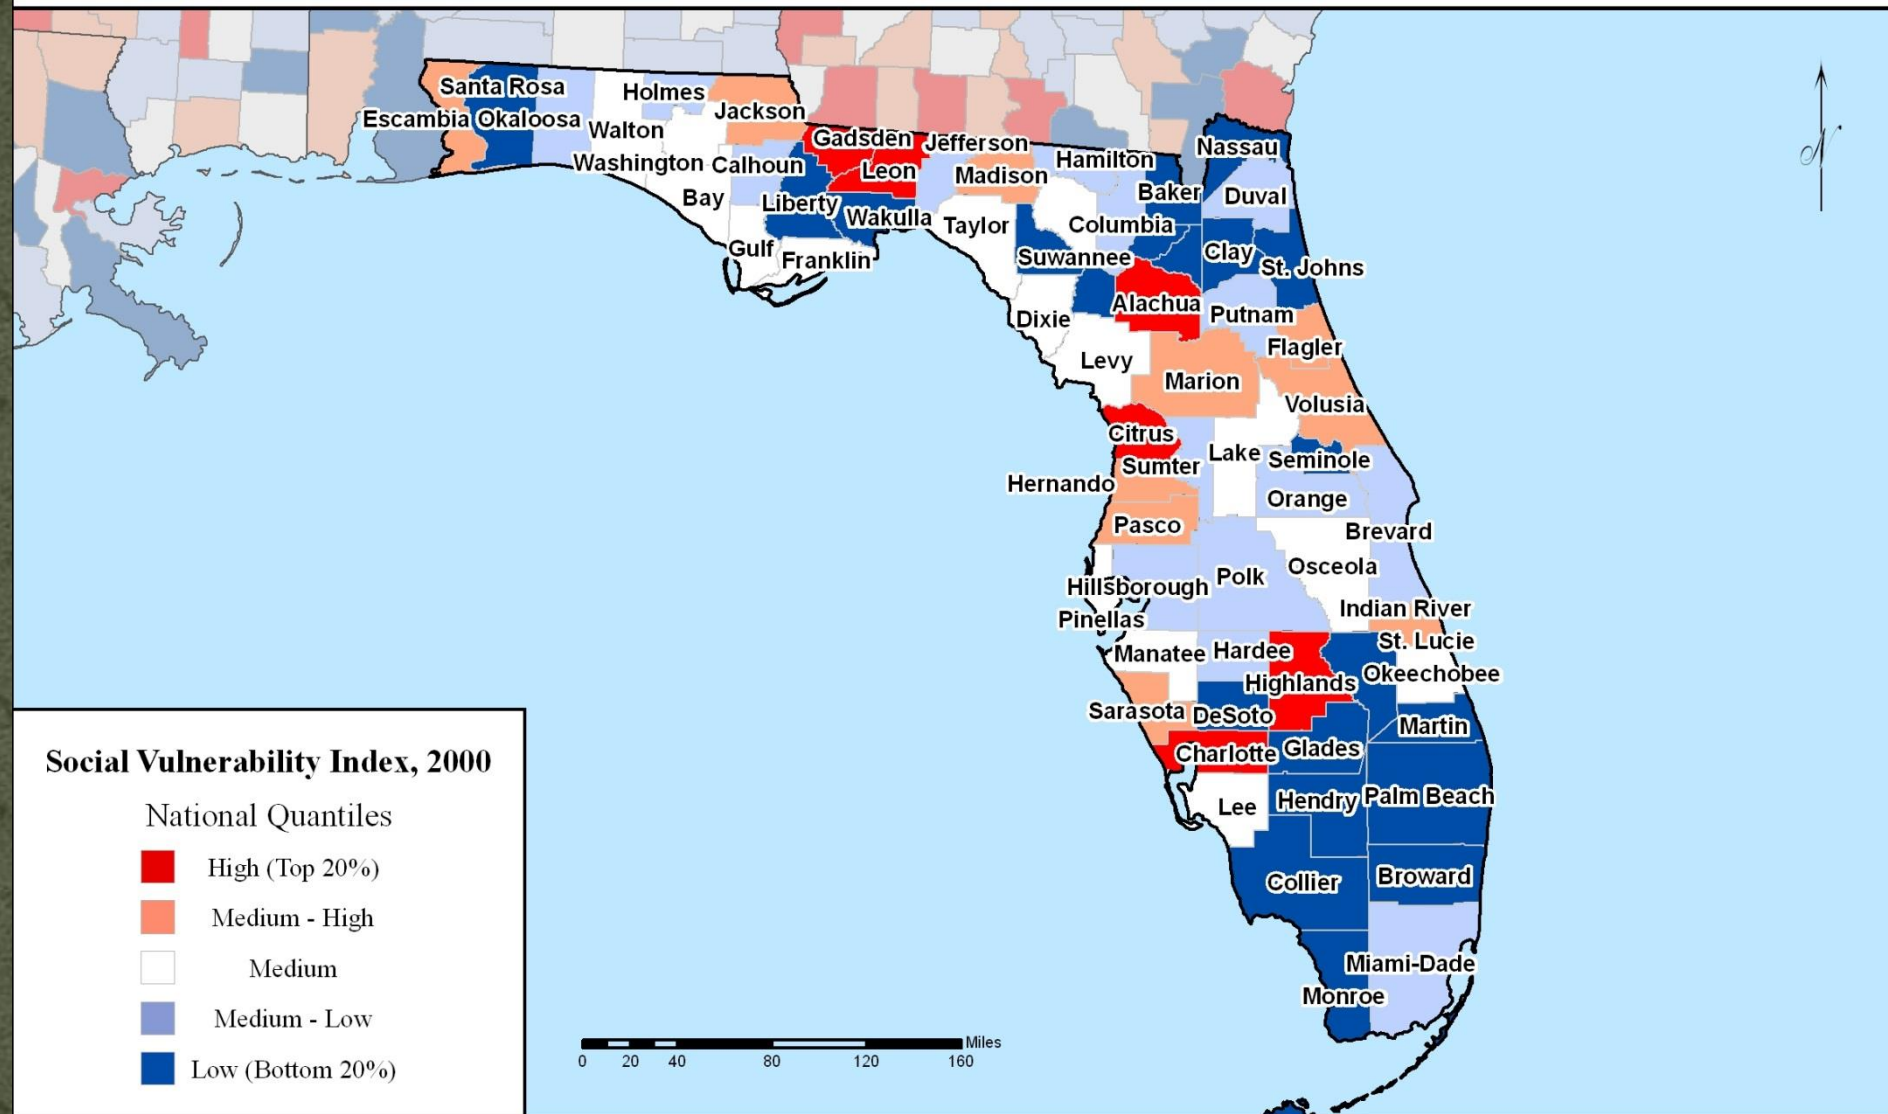 Santa Rosa
Holmes
Jackson
Escambia
Okaloosa
Walton
Gadsden
Jefferson
Washington
Calhoun
Leon
Madison
Hamilton
Nassau
Bay
Liberty
Wakulla
Taylor
Columbia
Baker
Duval
Gulf
Franklin
Suwannee
Clay
St. Johns
Dixie
Alachua
Putnam
Levy
Flagler
Marion
Volusia
Citrus
Lake
Seminole
Sumter
Hernando
Orange
Pasco
Brevard
Osceola
Polk
Hillsborough
Indian River
Pinellas
St. Lucie
Manatee
Hardee
Okeechobee
Highlands
Sarasota
DeSoto
Martin
Charlotte
Glades
Lee
Hendry
Palm Beach
Collier
Broward
Miami-Dade
Monroe
Social Vulnerability Index, 2000
National Quantiles
High (Top 20%)
Medium - High
Medium
Medium - Low
Low (Bottom 20%)
Miles
0 20 40 80 120 160
N